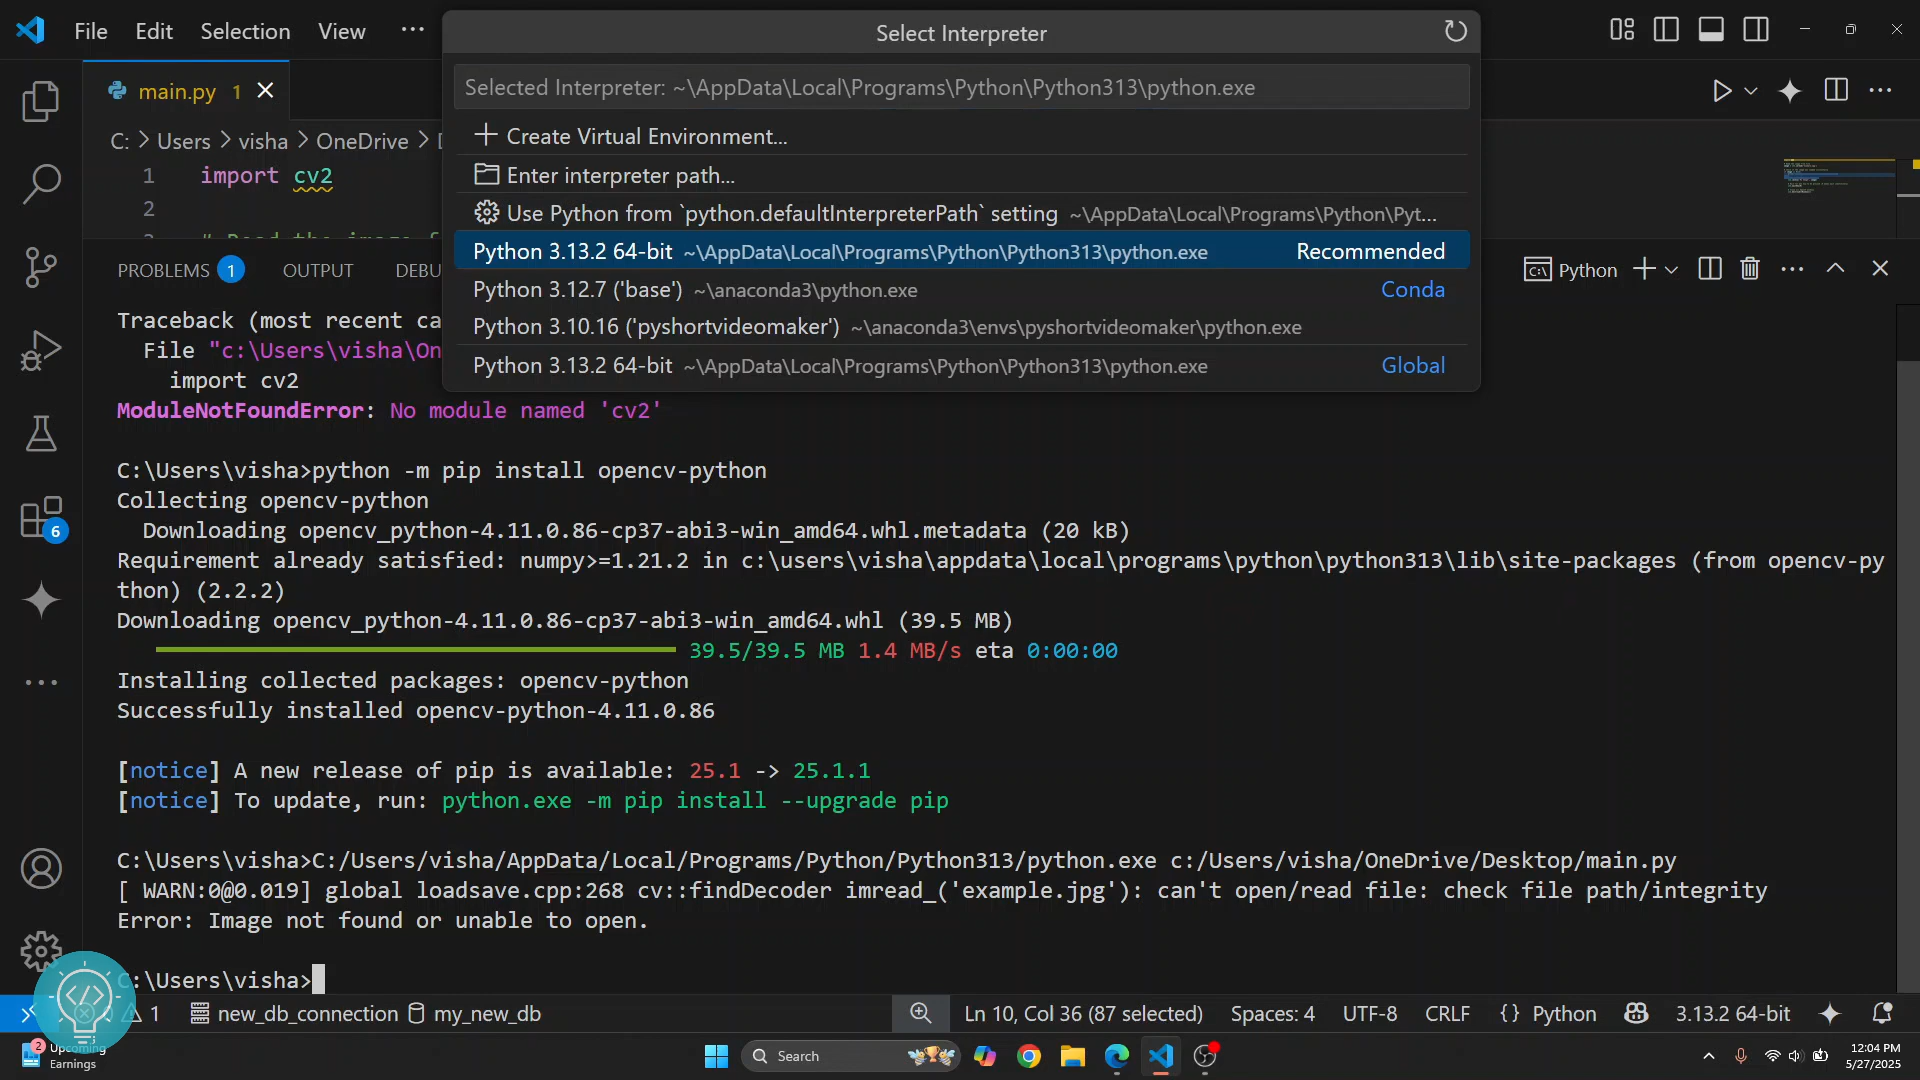 File Edit Selection View ···
Select Interpreter
Selected Interpreter: ~\AppData\Local\Programs\Python\Python313\python.exe
Create Virtual Environment...
Enter interpreter path...
Use Python from `python.defaultInterpreterPath` setting ~\AppData\Local\Programs\Python\Pyt...
Python 3.13.2 64-bit ~\AppData\Local\Programs\Python\Python313\python.exe Recommended
Python 3.12.7 ('base') ~\anaconda3\python.exe Conda
Python 3.10.16 ('pyshortvideomaker') ~\anaconda3\envs\pyshortvideomaker\python.exe
Python 3.13.2 64-bit ~\AppData\Local\Programs\Python\Python313\python.exe Global
main.py 1
C: > Users > visha > OneDrive >
1 import cv2
2
PROBLEMS 1 OUTPUT DEBU
Python
Traceback (most recent ca
File "c:\Users\visha\On
import cv2
ModuleNotFoundError: No module named 'cv2'
C:\Users\visha>python -m pip install opencv-python
Collecting opencv-python
Downloading opencv_python-4.11.0.86-cp37-abi3-win_amd64.whl.metadata (20 kB)
Requirement already satisfied: numpy>=1.21.2 in c:\users\visha\appdata\local\programs\python\python313\lib\site-packages (from opencv-py
thon) (2.2.2)
Downloading opencv_python-4.11.0.86-cp37-abi3-win_amd64.whl (39.5 MB)
39.5/39.5 MB 1.4 MB/s eta 0:00:00
Installing collected packages: opencv-python
Successfully installed opencv-python-4.11.0.86
[notice] A new release of pip is available: 25.1 -> 25.1.1
[notice] To update, run: python.exe -m pip install --upgrade pip
C:\Users\visha>C:/Users/visha/AppData/Local/Programs/Python/Python313/python.exe c:/Users/visha/OneDrive/Desktop/main.py
[ WARN:0@0.019] global loadsave.cpp:268 cv::findDecoder imread_('example.jpg'): can't open/read file: check file path/integrity
Error: Image not found or unable to open.
C:\Users\visha>
6
1 new_db_connection my_new_db
Ln 10, Col 36 (87 selected) Spaces: 4 UTF-8 CRLF {} Python 3.13.2 64-bit
2 Upcoming
Earnings
Search
12:04 PM
5/27/2025